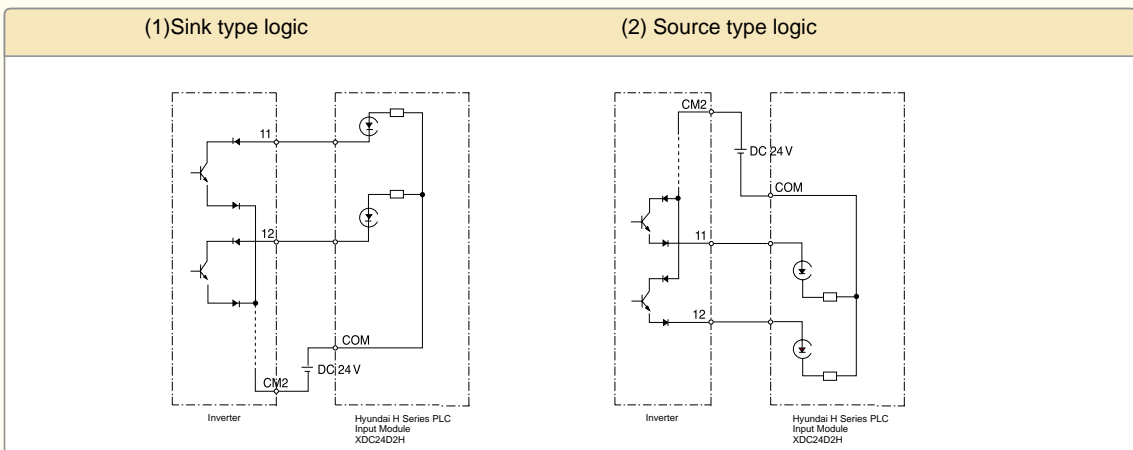 (1)Sink type logic
(2) Source type logic
11
12
COM
DC 24 V
CM2
Inverter
Hyundai H Series PLC
Input Module
XDC24D2H
CM2
DC 24 V
COM
11
12
Inverter
Hyundai H Series PLC
Input Module
XDC24D2H